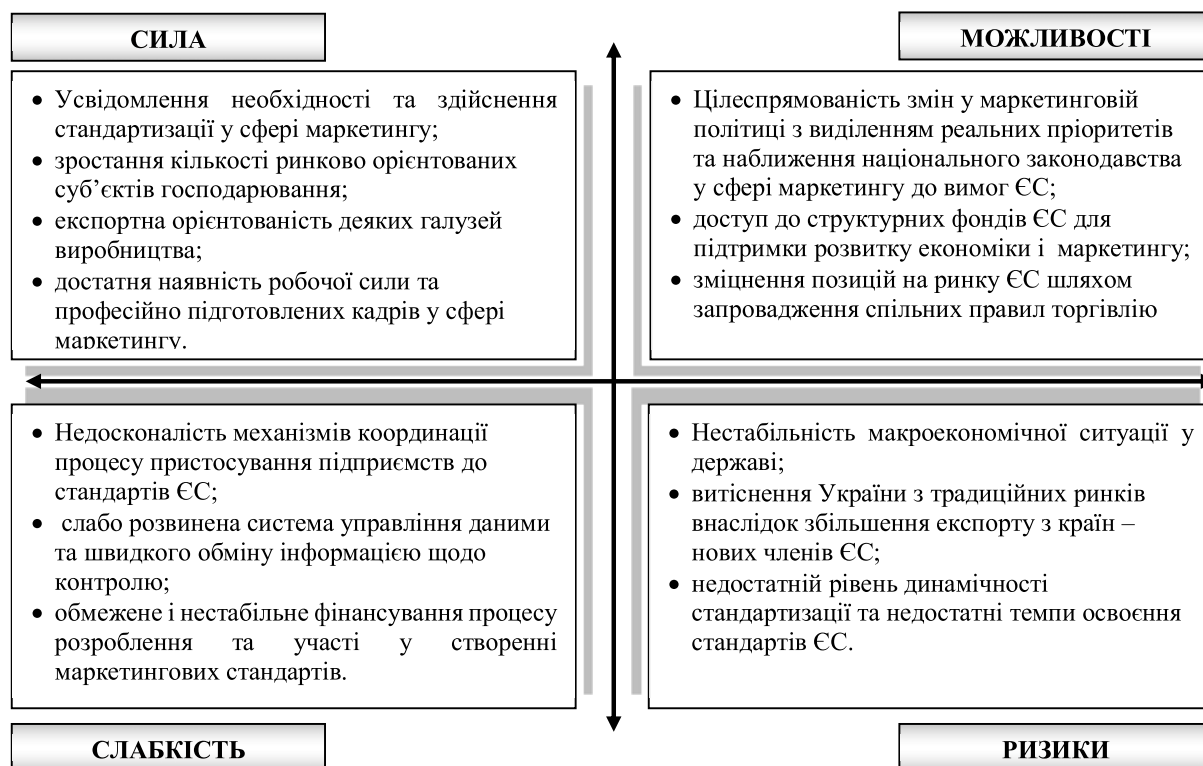 СИЛА
• Усвідомлення необхідності та здійснення
стандартизації у сфері маркетингу;
• зростання кількості ринково орієнтованих
суб’єктів господарювання;
• експортна орієнтованість деяких галузей
виробництва;
• достатня наявність робочої сили та
професійно підготовлених кадрів у сфері
маркетингу.
МОЖЛИВОСТІ
• Цілеспрямованість змін у маркетинговій
політиці з виділенням реальних пріоритетів
та наближення національного законодавства
у сфері маркетингу до вимог ЄС;
• доступ до структурних фондів ЄС для
підтримки розвитку економіки і маркетингу;
• зміцнення позицій на ринку ЄС шляхом
запровадження спільних правил торгівлію
• Недосконалість механізмів координації
процесу пристосування підприємств до
стандартів ЄС;
• слабо розвинена система управління даними
та швидкого обміну інформацією щодо
контролю;
• обмежене і нестабільне фінансування процесу
розроблення та участі у створенні
маркетингових стандартів.
СЛАБКІСТЬ
• Нестабільність макроекономічної ситуації у
державі;
• витіснення України з традиційних ринків
внаслідок збільшення експорту з країн –
нових членів ЄС;
• недостатній рівень динамічності
стандартизації та недостатні темпи освоєння
стандартів ЄС.
РИЗИКИ